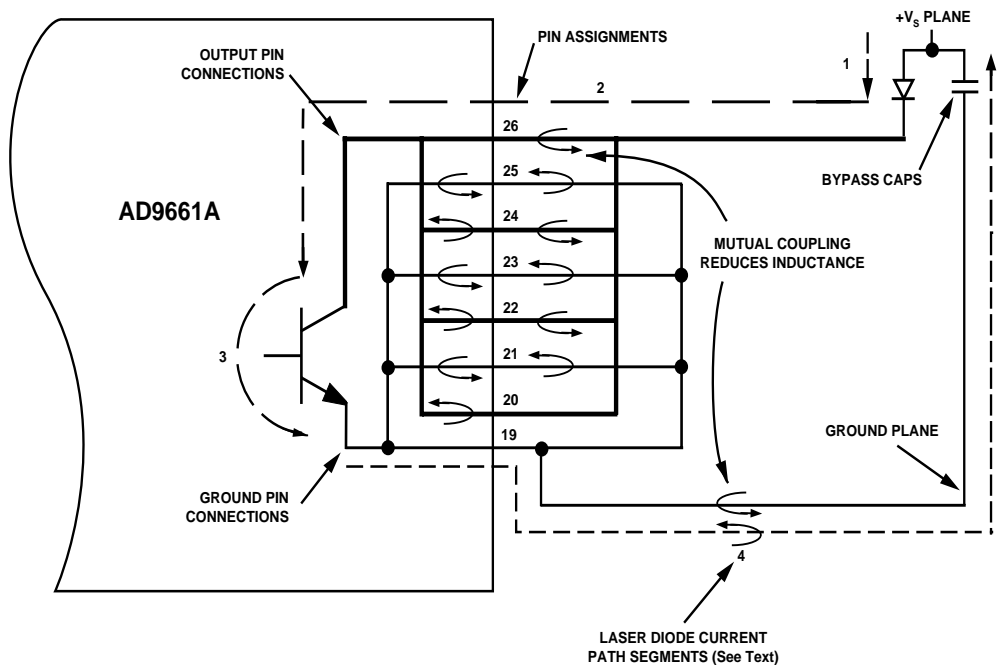 +VS PLANE
PIN ASSIGNMENTS
OUTPUT PIN
CONNECTIONS
1
2
26
25
BYPASS CAPS
AD9661A
24
MUTUAL COUPLING
REDUCES INDUCTANCE
23
22
3
21
20
19
GROUND PLANE
GROUND PIN
CONNECTIONS
4
LASER DIODE CURRENT
PATH SEGMENTS (See Text)